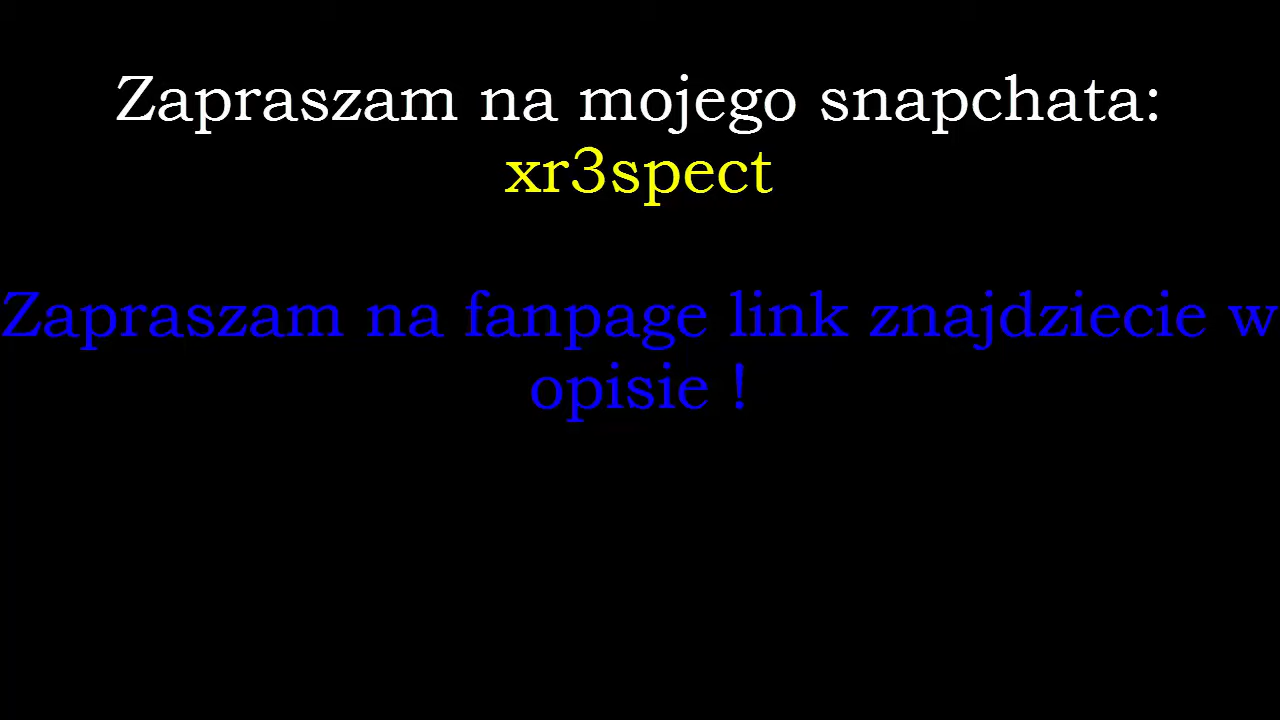 Zapraszam na mojego snapchata:
xr3spect
Zapraszam na fanpage link znajdziecie w
opisie !